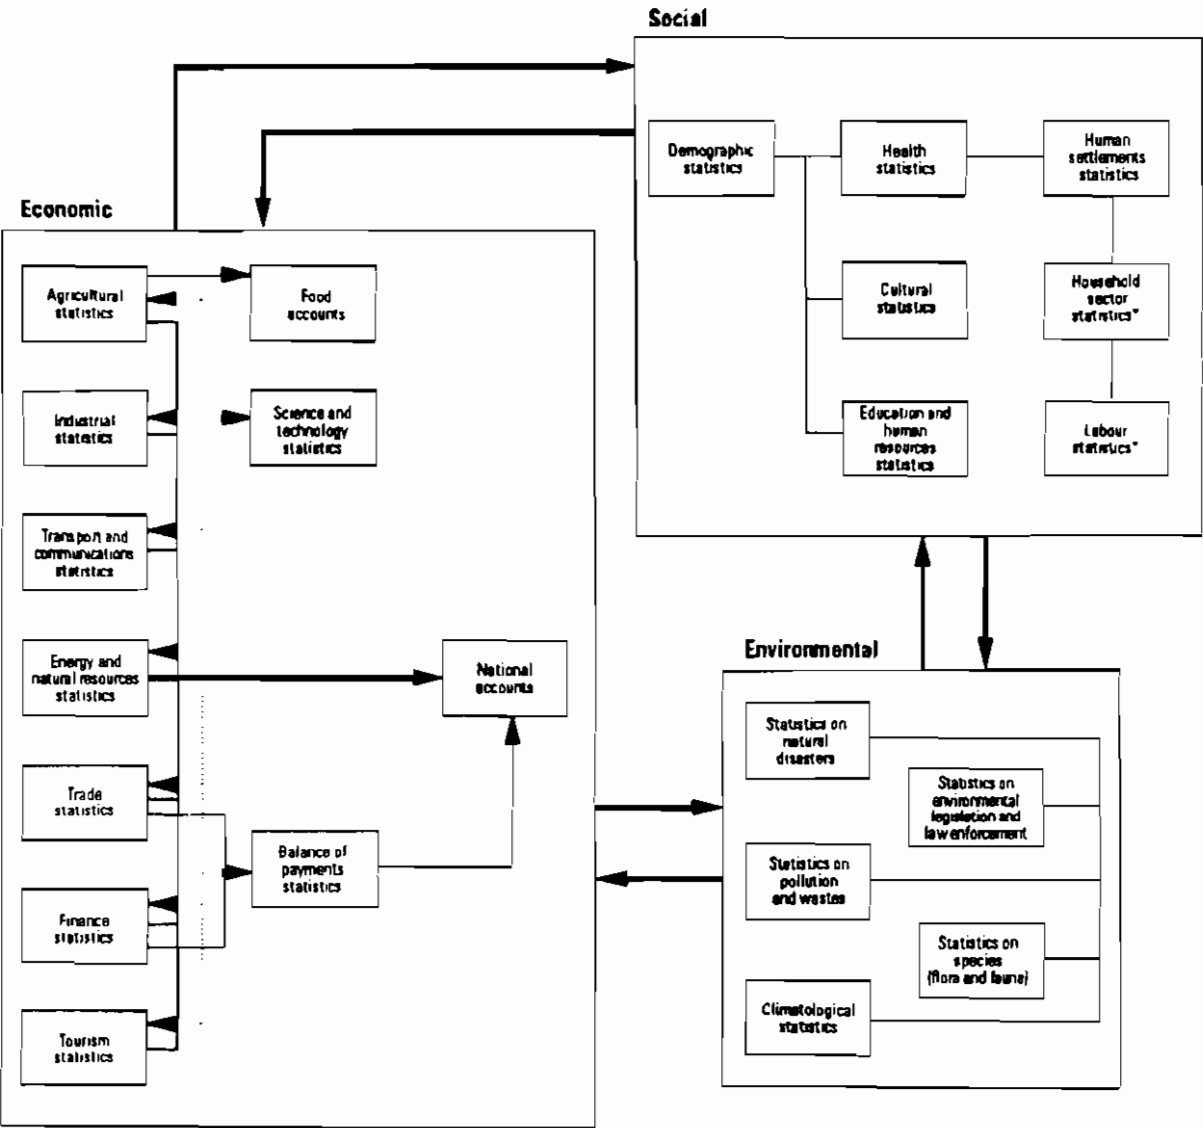 Social
Demographic
statistics
Health
statistics
Human
settlements
statistics
Cultural
statistics
Household
sector
statistics*
Education and
human
resources
statistics
Labour
statistics*
Economic
Agricultural
statistics
Food
accounts
Industrial
statistics
Science and
technology
statistics
Transport and
communications
statistics
Energy and
natural resources
statistics
National
accounts
Trade
statistics
Balance of
payments
statistics
Finance
statistics
Tourism
statistics
Environmental
Statistics on
natural
disasters
Statistics on
environmental
legislation and
law enforcement
Statistics on
pollution
and wastes
Statistics on
species
(flora and fauna)
Climatological
statistics